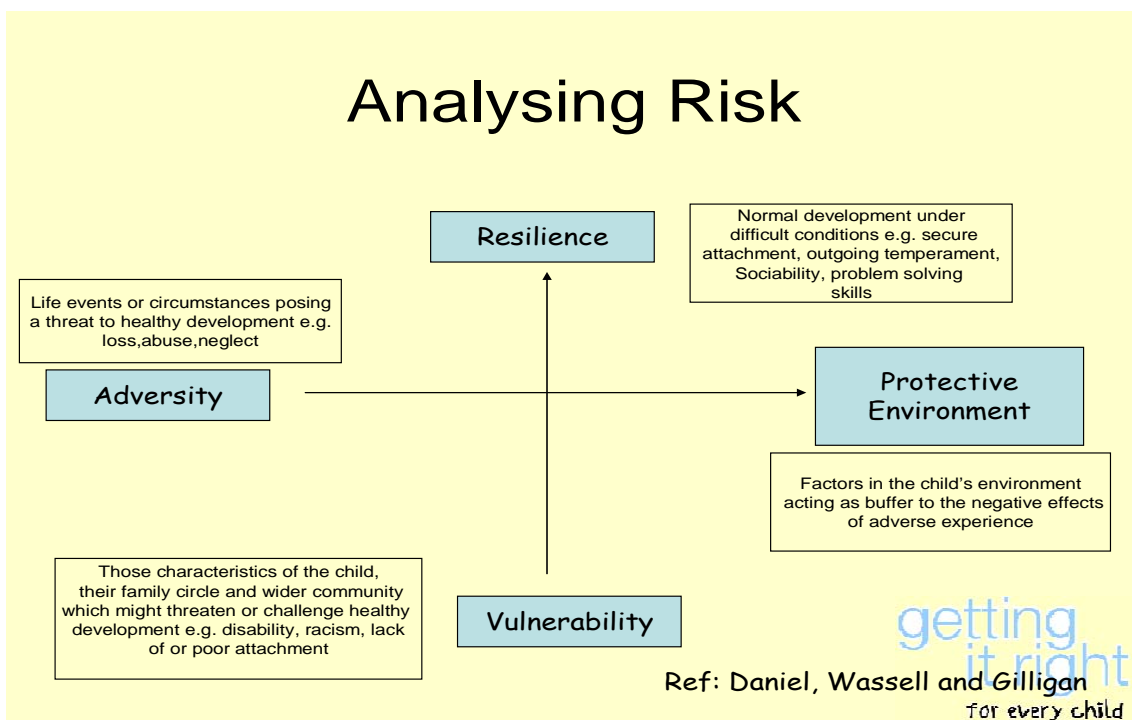 Analysing Risk
Resilience
Normal development under
difficult conditions e.g. secure
attachment, outgoing temperament,
Sociability, problem solving
skills
Life events or circumstances posing
a threat to healthy development e.g.
loss,abuse,neglect
Adversity
Protective
Environment
Factors in the child's environment
acting as buffer to the negative effects
of adverse experience
Those characteristics of the child,
their family circle and wider community
which might threaten or challenge healthy
development e.g. disability, racism, lack
of or poor attachment
Vulnerability
getting
it right
for every child
Ref: Daniel, Wassell and Gilligan